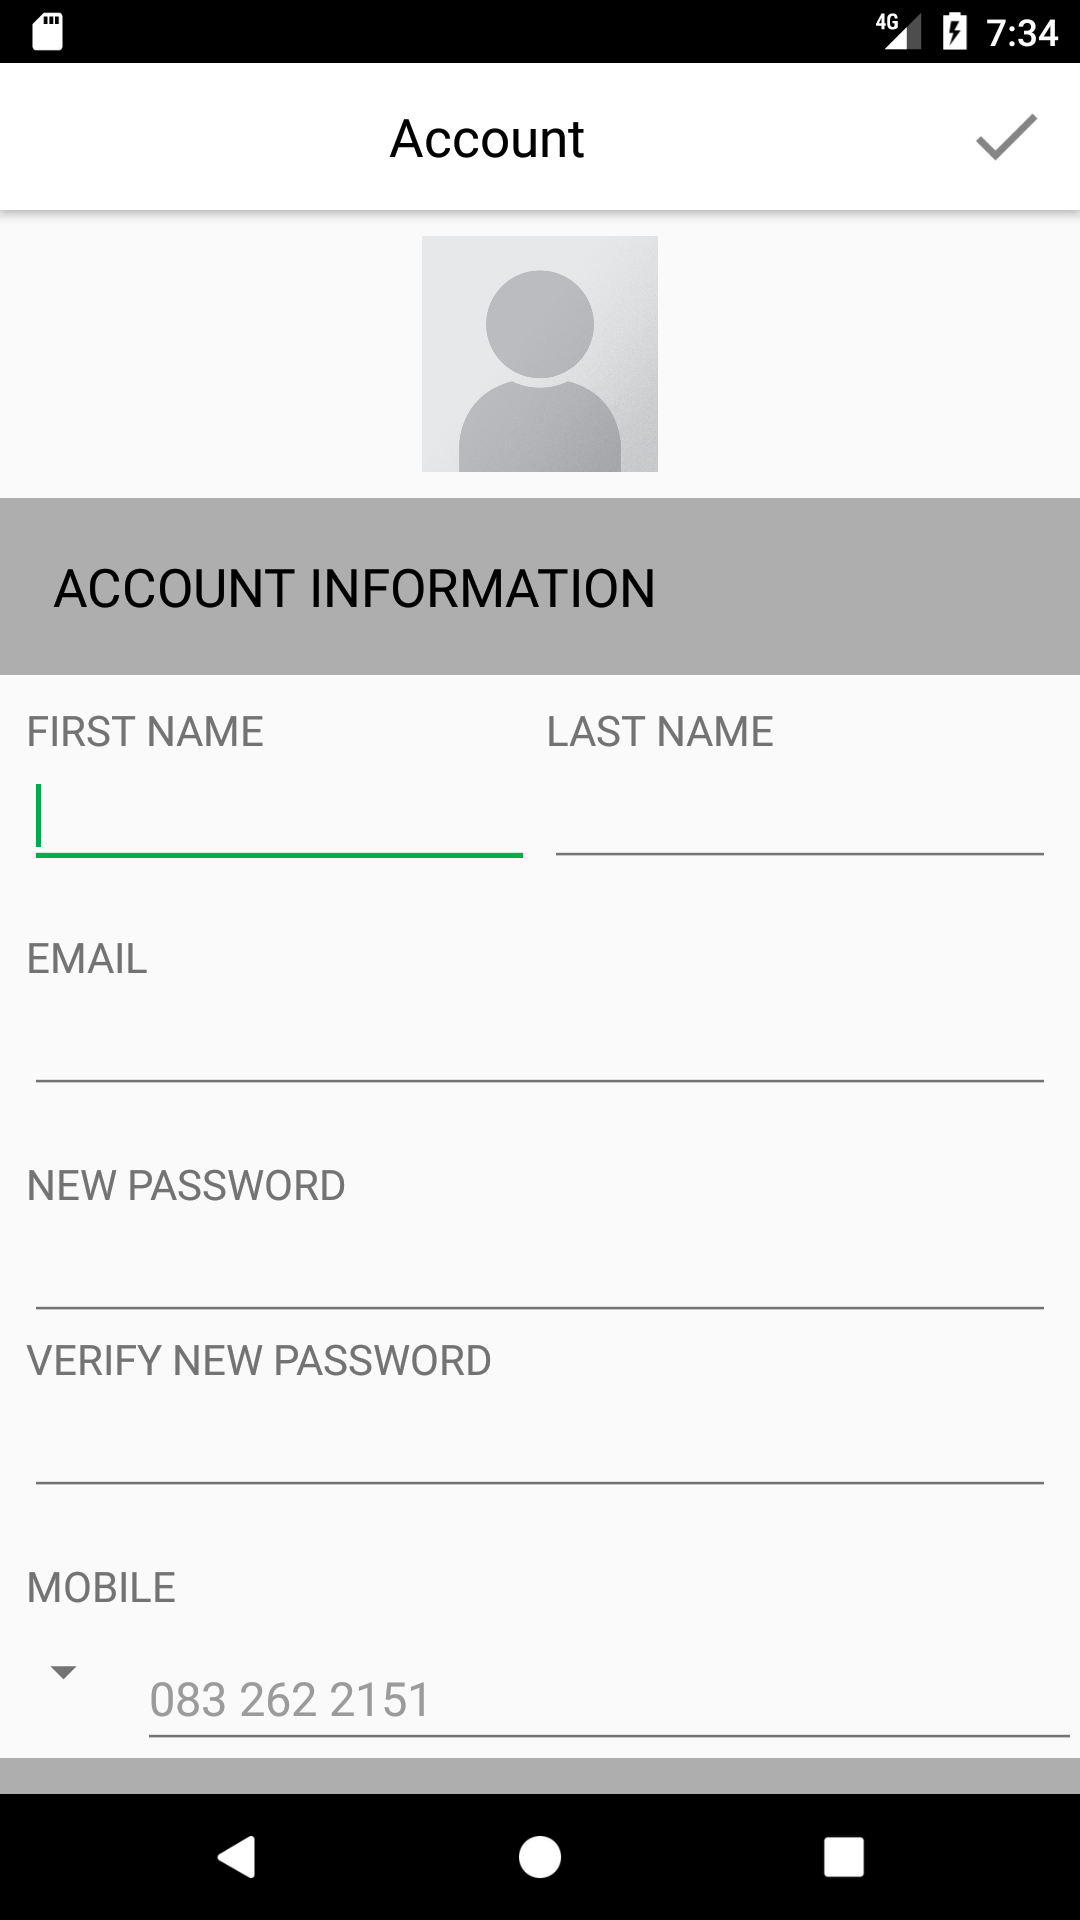 4G 7:34
Account
ACCOUNT INFORMATION
FIRST NAME LAST NAME
EMAIL
NEW PASSWORD
VERIFY NEW PASSWORD
MOBILE
083 262 2151